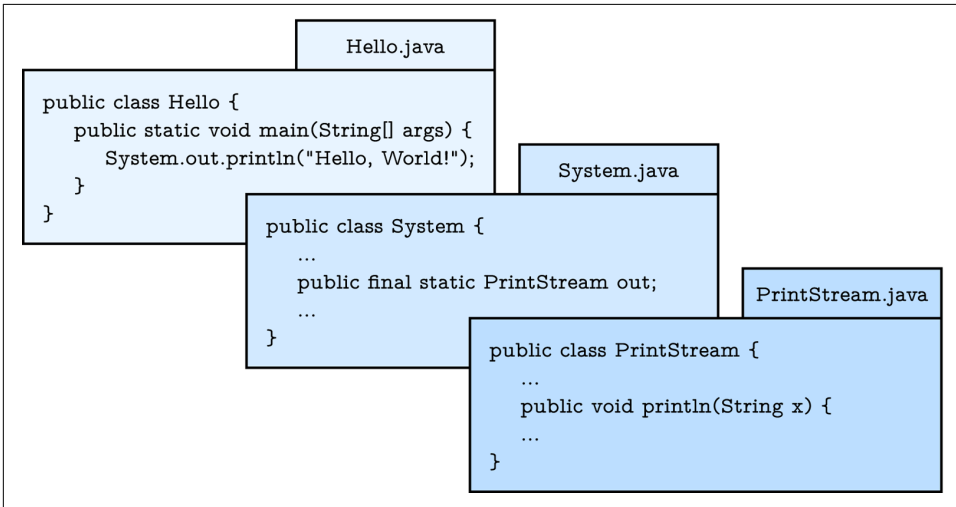 Hello.java
public class Hello {
public static void main(String[] args) {
System.out.println("Hello, World!");
}
}
System.java
public class System {
...
public final static PrintStream out;
...
}
PrintStream.java
public class PrintStream {
...
public void println(String x) {
...
}